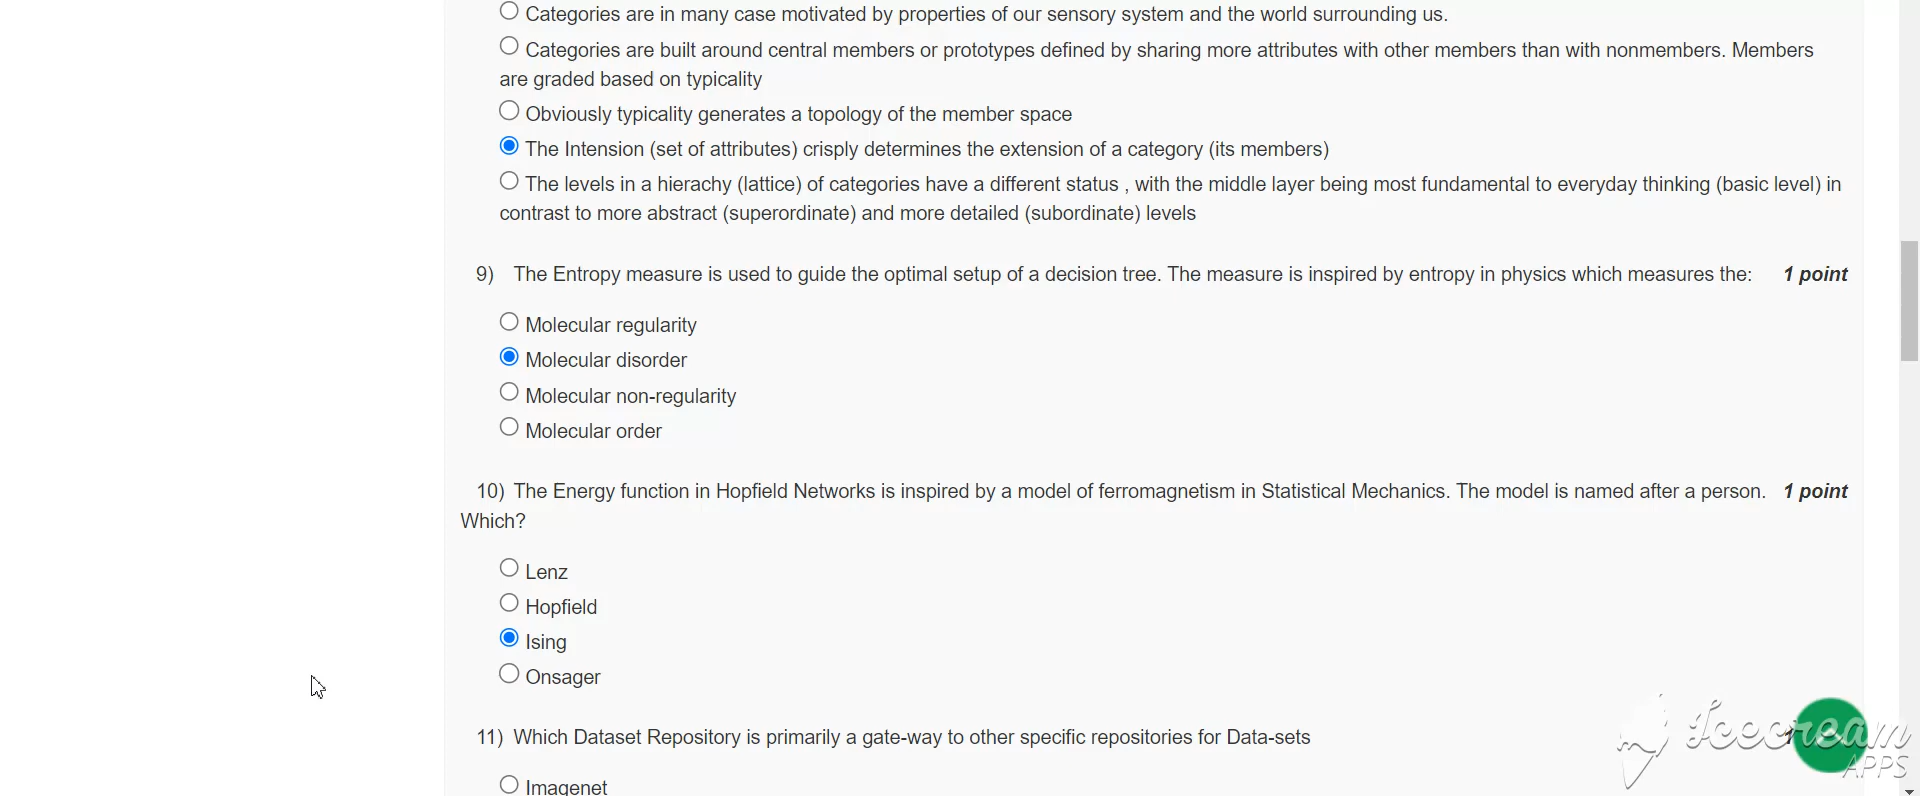 Categories are in many case motivated by properties of our sensory system and the world surrounding us.
Categories are built around central members or prototypes defined by sharing more attributes with other members than with nonmembers. Members
are graded based on typicality
Obviously typicality generates a topology of the member space
The Intension (set of attributes) crisply determines the extension of a category (its members)
The levels in a hierachy (lattice) of categories have a different status , with the middle layer being most fundamental to everyday thinking (basic level) in
contrast to more abstract (superordinate) and more detailed (subordinate) levels
9) The Entropy measure is used to guide the optimal setup of a decision tree. The measure is inspired by entropy in physics which measures the: 1 point
Molecular regularity
Molecular disorder
Molecular non-regularity
Molecular order
10) The Energy function in Hopfield Networks is inspired by a model of ferromagnetism in Statistical Mechanics. The model is named after a person. 1 point
Which?
Lenz
Hopfield
Ising
Onsager
11) Which Dataset Repository is primarily a gate-way to other specific repositories for Data-sets 1
Icecream
APPS
Imagenet